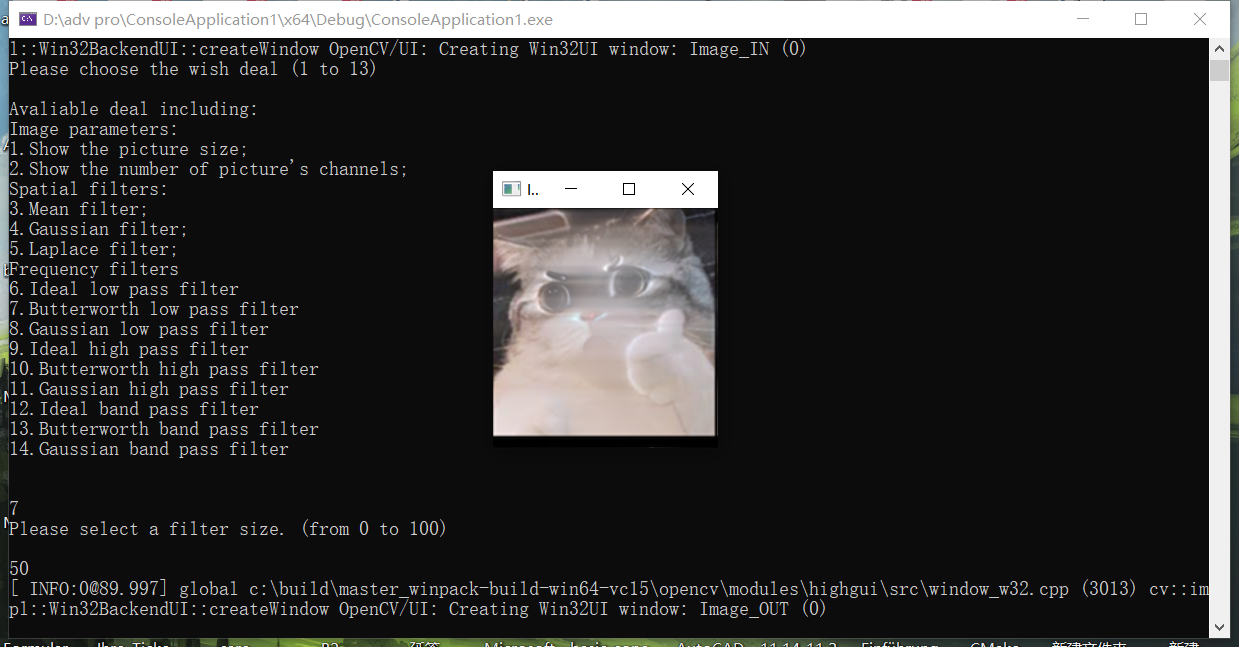 D:\adv pro\ConsoleApplication1\x64\Debug\ConsoleApplication1.exe
l::Win32BackendUI::createWindow OpenCV/UI: Creating Win32UI window: Image_IN (0)
Please choose the wish deal (1 to 13)
Avaliable deal including:
Image parameters:
1.Show the picture size;
2.Show the number of picture's channels;
Spatial filters:
3.Mean filter;
4.Gaussian filter;
5.Laplace filter;
Frequency filters
6.Ideal low pass filter
7.Butterworth low pass filter
8.Gaussian low pass filter
9.Ideal high pass filter
10.Butterworth high pass filter
11.Gaussian high pass filter
12.Ideal band pass filter
13.Butterworth band pass filter
14.Gaussian band pass filter
I..
7
Please select a filter size. (from 0 to 100)
50
[ INFO:0@89.997] global c:\build\master_winpack-build-win64-vc15\opencv\modules\highgui\src\window_w32.cpp (3013) cv::im
pl::Win32BackendUI::createWindow OpenCV/UI: Creating Win32UI window: Image_OUT (0)